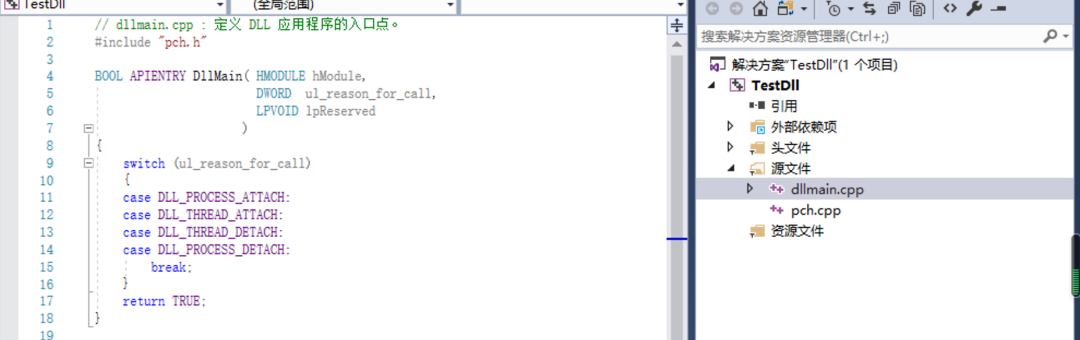 TestDll
(全局范围)
1 // dllmain.cpp : 定义 DLL 应用程序的入口点。
2 #include "pch.h"
3
4 BOOL APIENTRY DllMain( HMODULE hModule,
5 DWORD ul_reason_for_call,
6 LPVOID lpReserved
7 )
8 {
9 switch (ul_reason_for_call)
10 {
11 case DLL_PROCESS_ATTACH:
12 case DLL_THREAD_ATTACH:
13 case DLL_THREAD_DETACH:
14 case DLL_PROCESS_DETACH:
15 break;
16 }
17 return TRUE;
18 }
19
搜索解决方案资源管理器(Ctrl+;)
解决方案"TestDll"(1 个项目)
TestDll
引用
外部依赖项
头文件
源文件
dllmain.cpp
pch.cpp
资源文件